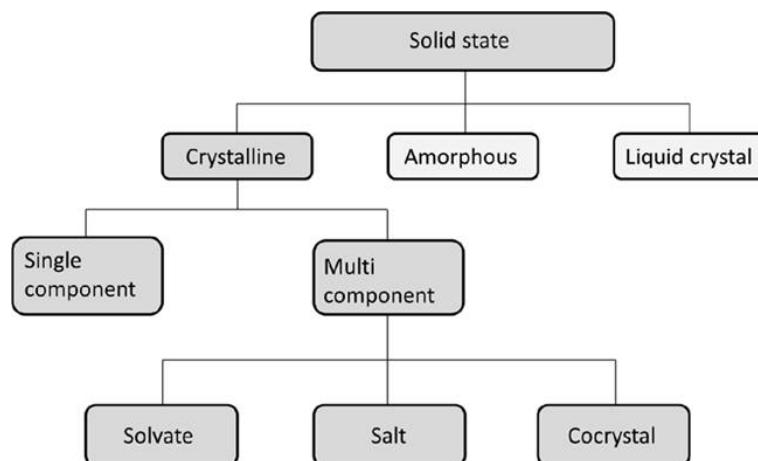 Solid state
Crystalline
Amorphous
Liquid crystal
Single
component
Multi
component
Solvate
Salt
Cocrystal